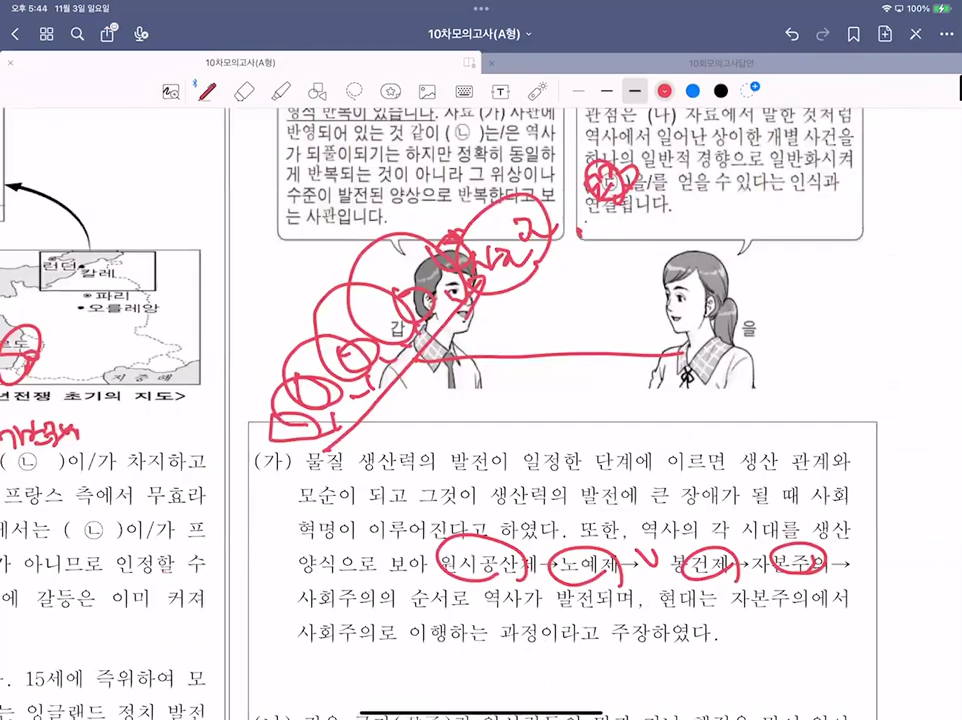 오후 5:44 11월 3일 일요일
100%
10차모의고사(A형)
10차모의고사(A형)
10회모의고사답안
영적 반복이 있습니다. 자료 (가) 사관에
반영되어 있는 것 같이 ( ㉡ )는/은 역사
가 되풀이되기는 하지만 정확히 동일하
게 반복되는 것이 아니라 그 위상이나
수준이 발전된 양상으로 반복한다고 보
는 사관입니다.
관점은 (나) 자료에서 말한 것처럼
역사에서 일어난 상이한 개별 사건을
하나의 일반적 경향으로 일반화시켜
)을/를 얻을 수 있다는 인식과
연결됩니다.
갑
을
런던
칼레
파리
오를레앙
지중해
년전쟁 초기의 지도>
( ㉡ )이/가 차지하고
프랑스 측에서 무효라
에서는 ( ㉡ )이/가 프
가 아니므로 인정할 수
에 갈등은 이미 커져
. 15세에 즉위하여 모
는 잉글랜드 정치 발전
(가) 물질 생산력의 발전이 일정한 단계에 이르면 생산 관계와
모순이 되고 그것이 생산력의 발전에 큰 장애가 될 때 사회
혁명이 이루어진다고 하였다. 또한, 역사의 각 시대를 생산
양식으로 보아 원시공산제→노예제→ 봉건제→자본주의→
사회주의의 순서로 역사가 발전되며, 현대는 자본주의에서
사회주의로 이행하는 과정이라고 주장하였다.